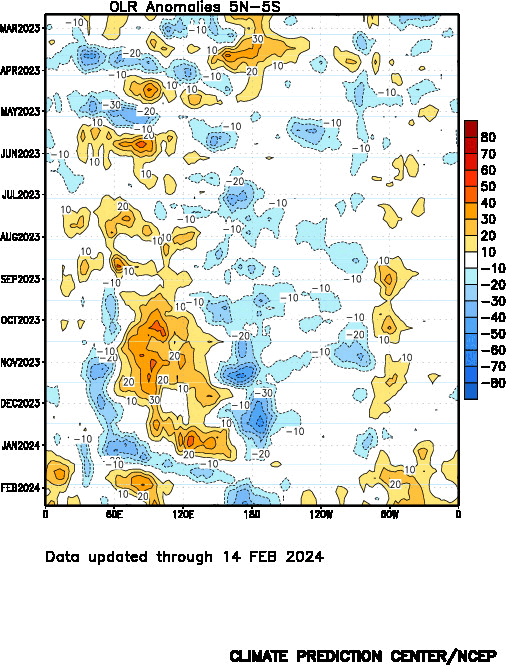 OLR Anomalies 5N-5S
MAR2023
APR2023
MAY2023
JUN2023
JUL2023
AUG2023
SEP2023
OCT2023
NOV2023
DEC2023
JAN2024
FEB2024
0 60E 120E 180 120W 60W 0
80
70
60
50
40
30
20
10
-10
-20
-30
-40
-50
-60
-70
-80
Data updated through 14 FEB 2024
CLIMATE PREDICTION CENTER/NCEP